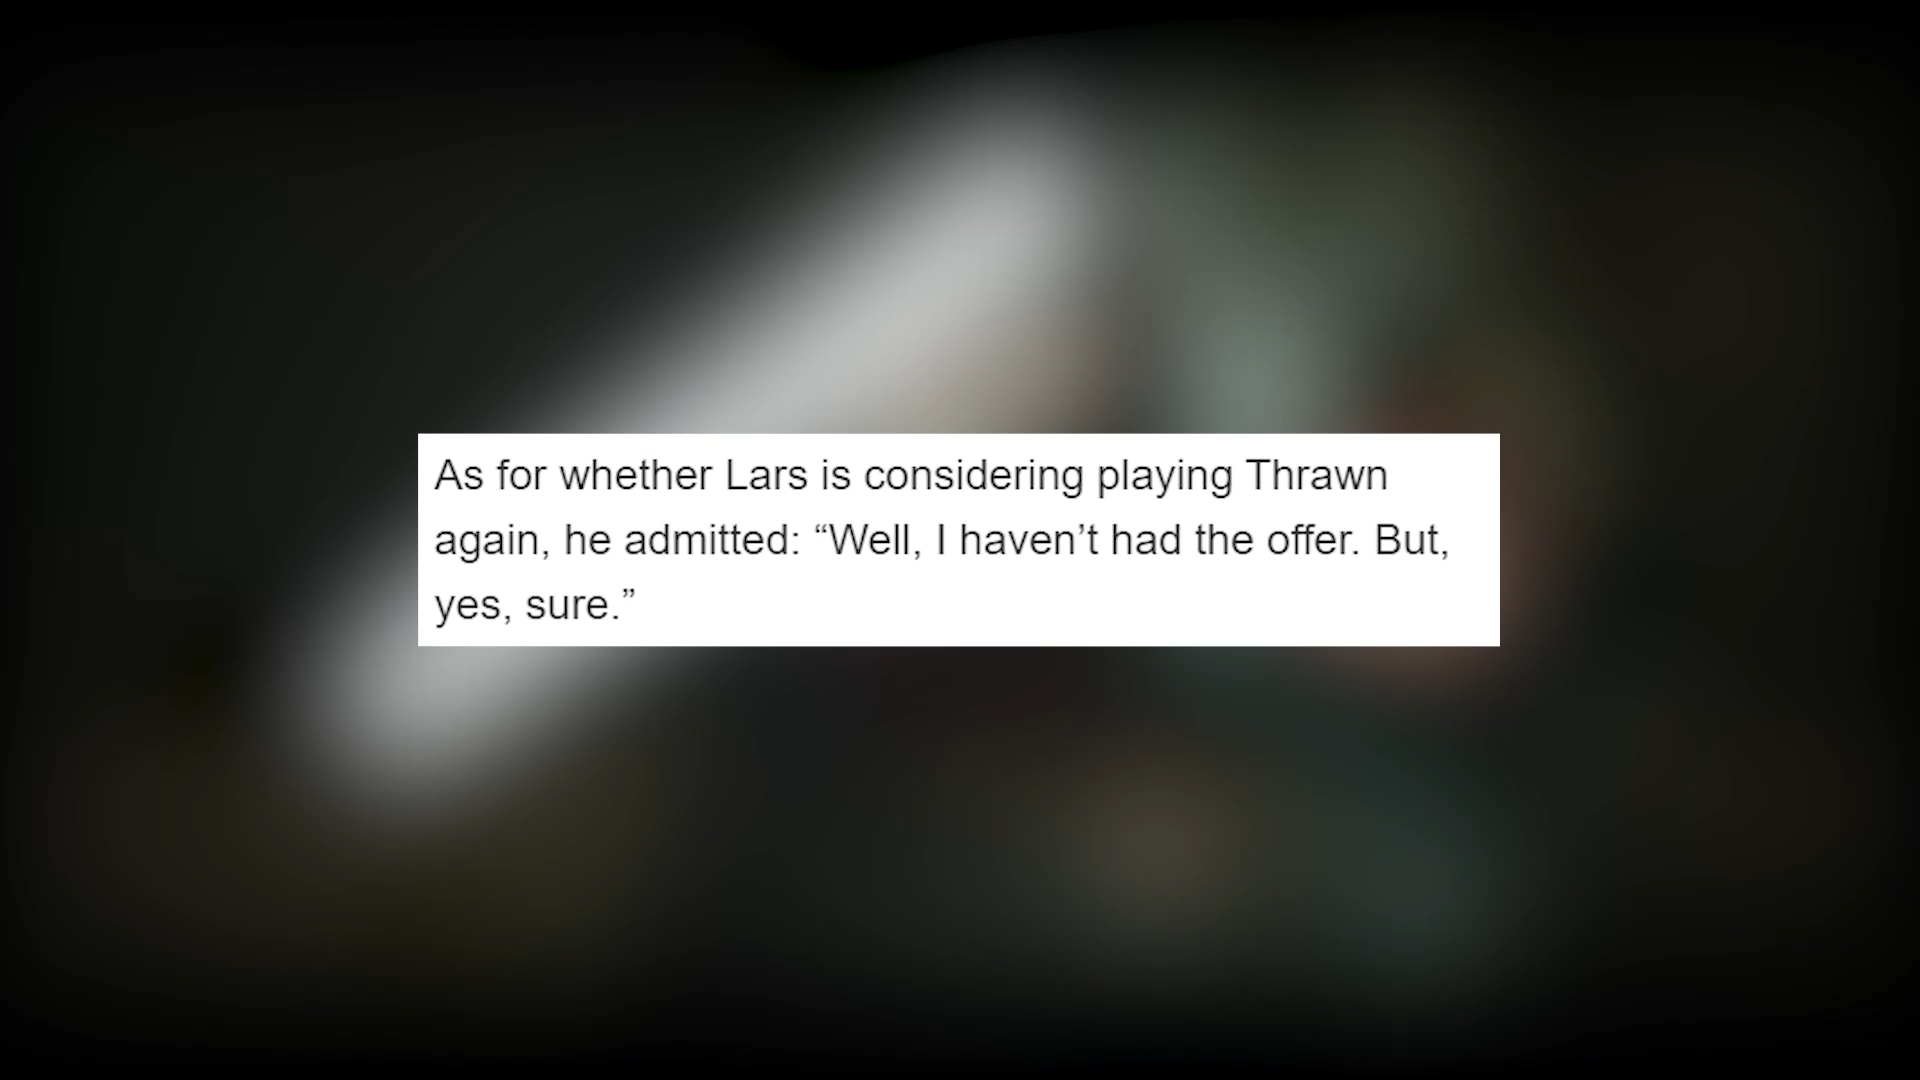 As for whether Lars is considering playing Thrawn
again, he admitted: “Well, I haven’t had the offer. But,
yes, sure.”